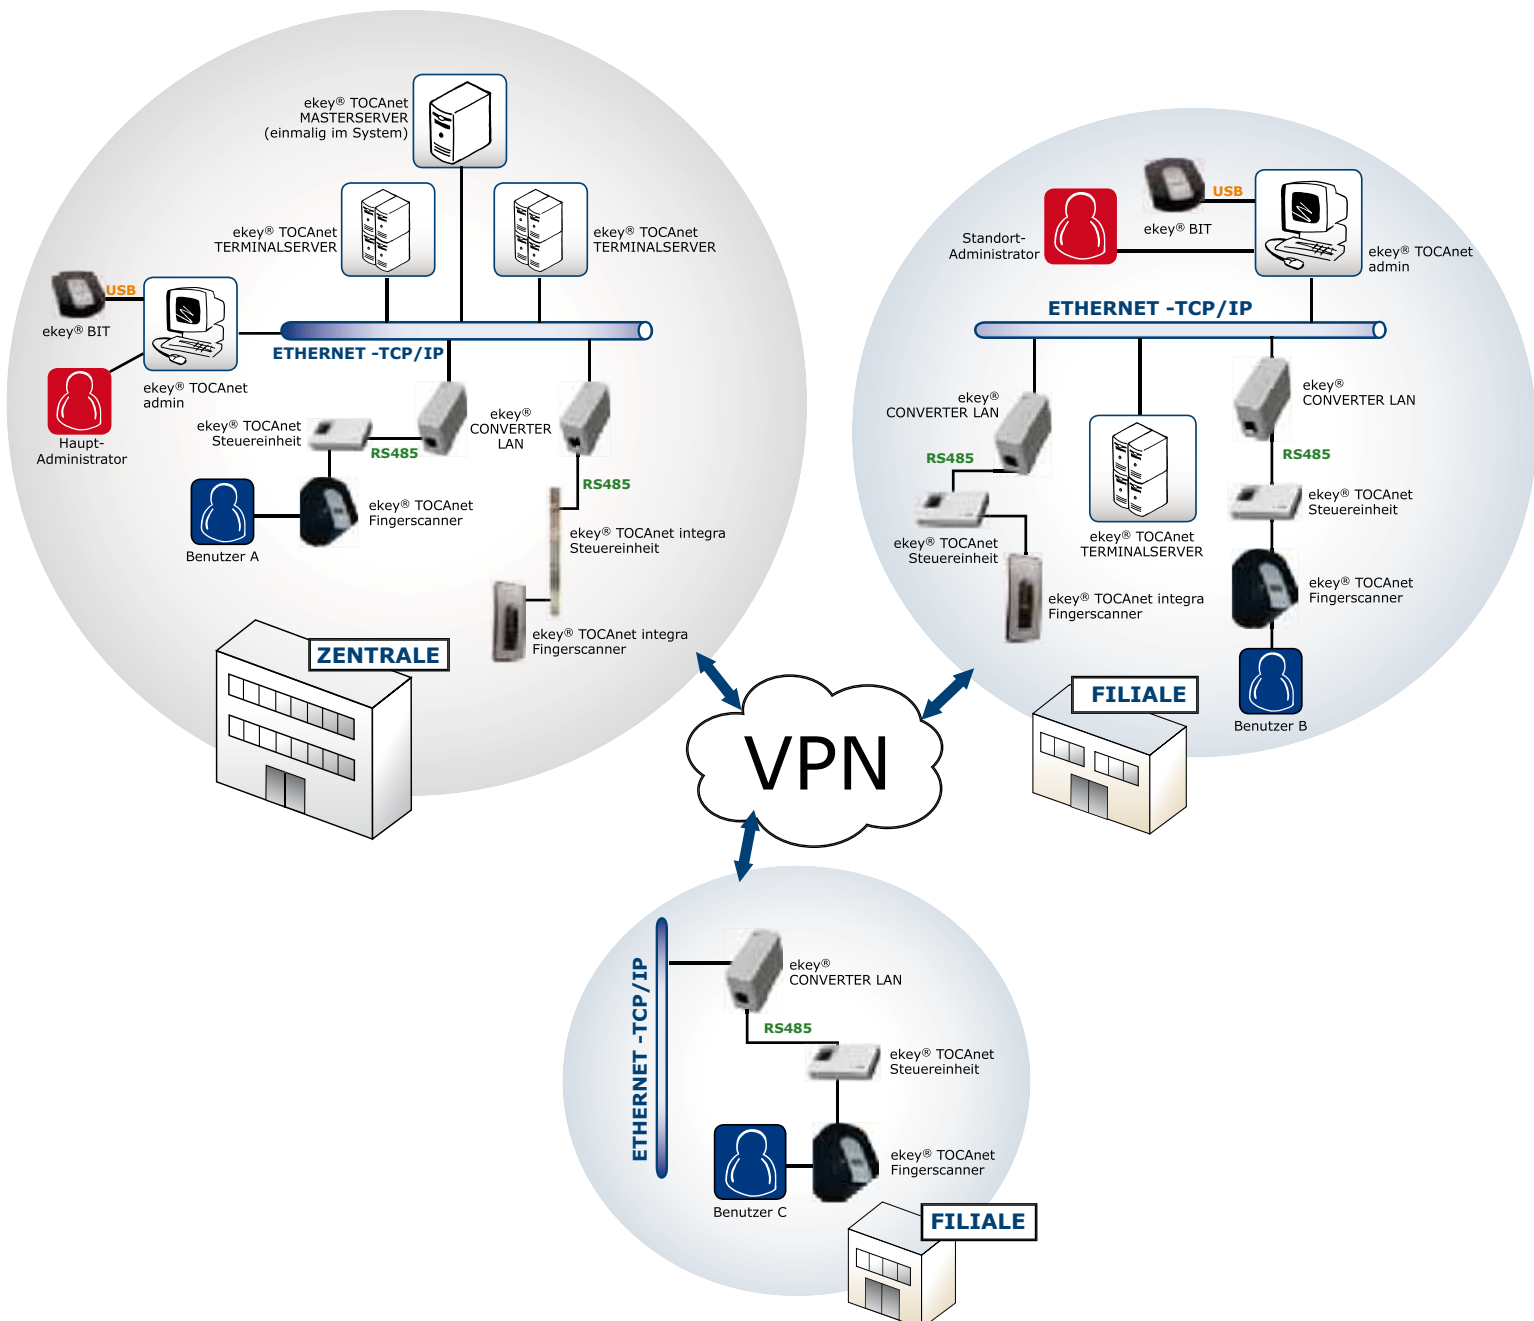 ekey® TOCAnet
MASTERSERVER
(einmalig im System)
ekey® TOCAnet
TERMINALSERVER
ekey® TOCAnet
TERMINALSERVER
USB
ekey® BIT
ETHERNET -TCP/IP
ekey® TOCAnet
admin
Haupt-
Administrator
ekey® TOCAnet
Steuereinheit
RS485
ekey®
CONVERTER
LAN
RS485
Benutzer A
ekey® TOCAnet
Fingerscanner
ekey® TOCAnet integra
Steuereinheit
ekey® TOCAnet integra
Fingerscanner
ZENTRALE
USB
ekey® BIT
Standort-
Administrator
ekey® TOCAnet
admin
ETHERNET -TCP/IP
ekey®
CONVERTER LAN
ekey®
CONVERTER LAN
RS485
RS485
ekey® TOCAnet
Steuereinheit
ekey® TOCAnet
TERMINALSERVER
ekey® TOCAnet
Steuereinheit
ekey® TOCAnet integra
Fingerscanner
ekey® TOCAnet
Fingerscanner
Benutzer B
FILIALE
VPN
ETHERNET -TCP/IP
ekey®
CONVERTER LAN
RS485
ekey® TOCAnet
Steuereinheit
ekey® TOCAnet
Fingerscanner
Benutzer C
FILIALE